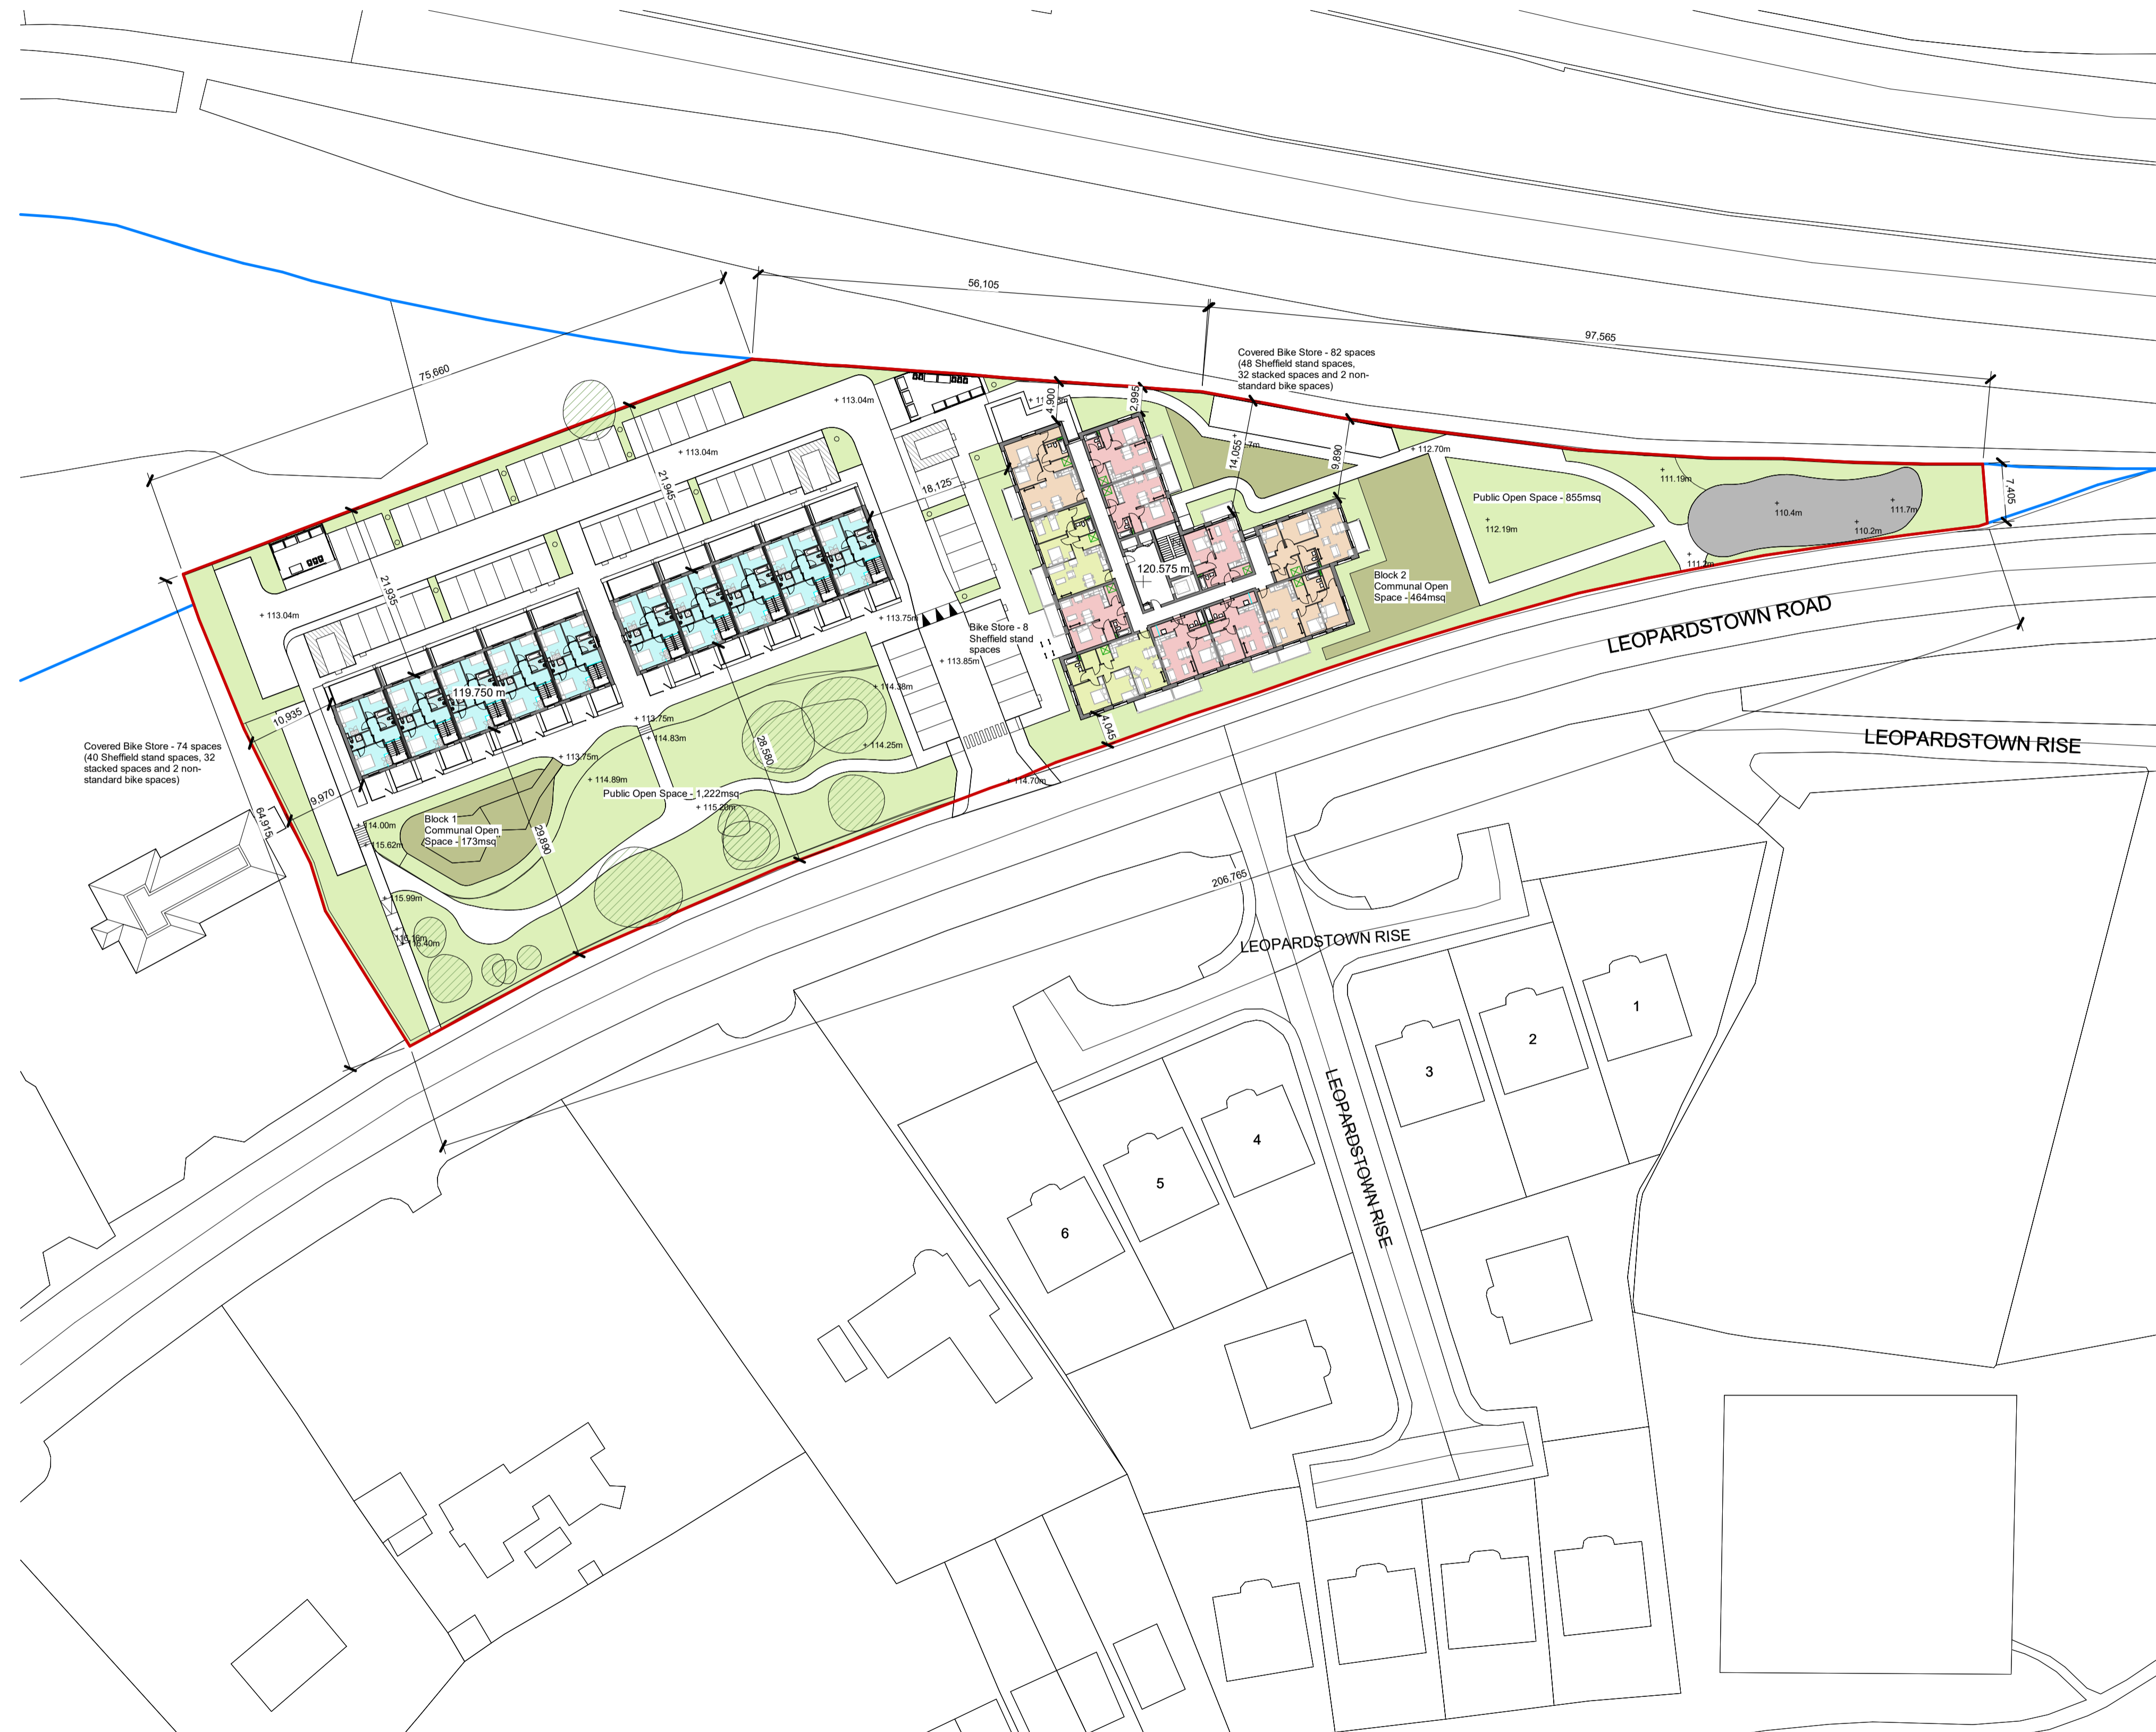 56,105
97,565
75,660
Covered Bike Store - 82 spaces
(48 Sheffield stand spaces,
32 stacked spaces and 2 non-
standard bike spaces)
4,900
2,995
+ 113.04m
+ 113.04m
21,945
18,125
14,055
9,890
+ 112.70m
Public Open Space - 855msq
+
112.19m
+
111.19m
+
110.4m
+
110.2m
+
111.7m
7,405
21,935
+ 113.04m
120.575 m
Block 2
Communal Open
Space - 464msq
+ 113.75m
Bike Store - 8
Sheffield stand
spaces
+ 113.85m
LEOPARDSTOWN ROAD
119.750 m
10,935
+ 114.38m
+ 113.75m
+ 114.83m
4,045
LEOPARDSTOWN RISE
Covered Bike Store - 74 spaces
(40 Sheffield stand spaces, 32
stacked spaces and 2 non-
standard bike spaces)
28,580
+ 114.25m
+ 113.75m
+ 114.89m
+ 114.70m
Public Open Space - 1,222msq
9,970
64,915
+ 114.00m
+ 115.62m
Block 1
Communal Open
Space - 173msq
29,890
206,765
+ 115.99m
LEOPARDSTOWN RISE
1
2
3
LEOPARDSTOWN RISE
4
5
6